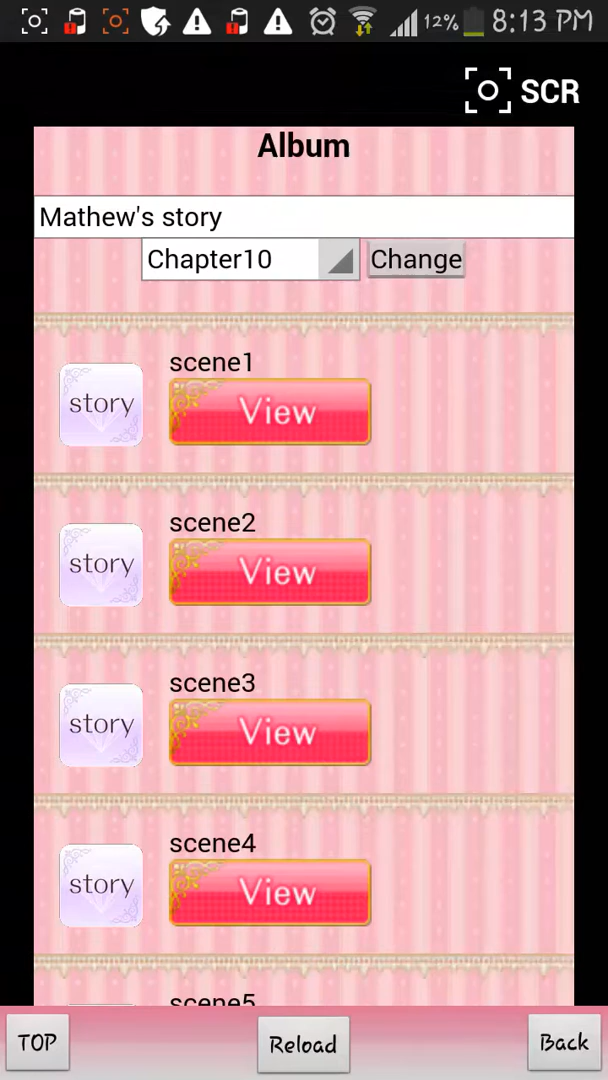 12% 8:13 PM
SCR
Album
Mathew's story
Chapter10 Change
scene1
story View
scene2
story View
scene3
story View
scene4
story View
scene5
TOP Reload Back